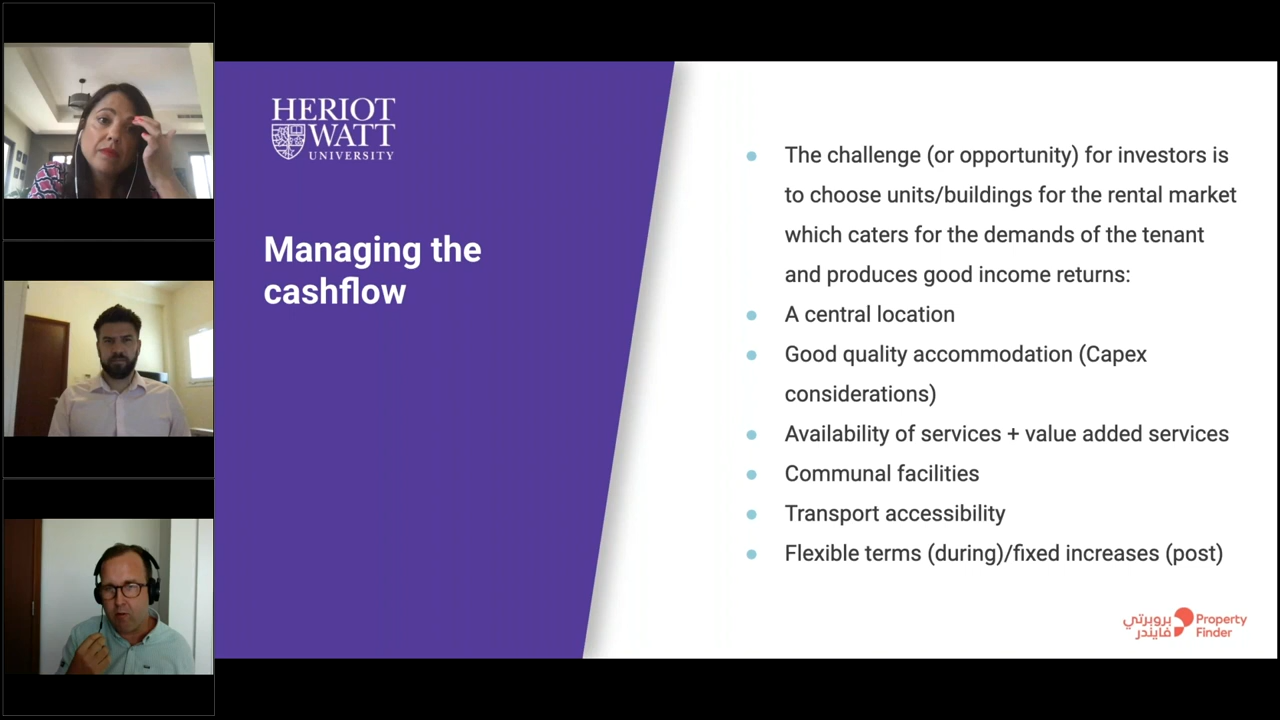 HERIOT
WATT
UNIVERSITY
Managing the
cashflow
The challenge (or opportunity) for investors is
to choose units/buildings for the rental market
which caters for the demands of the tenant
and produces good income returns:
A central location
Good quality accommodation (Capex
considerations)
Availability of services + value added services
Communal facilities
Transport accessibility
Flexible terms (during)/fixed increases (post)
بروبرتي
فايندر
Property
Finder